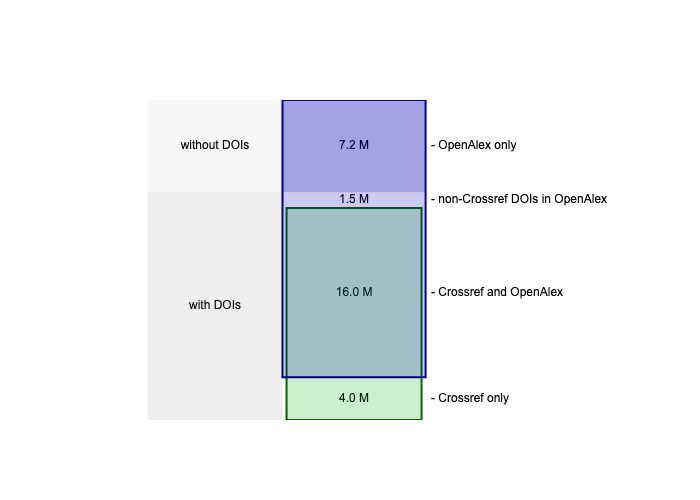 without DOIs 7.2 M - OpenAlex only
1.5 M - non-Crossref DOIs in OpenAlex
16.0 M - Crossref and OpenAlex
with DOIs
4.0 M - Crossref only